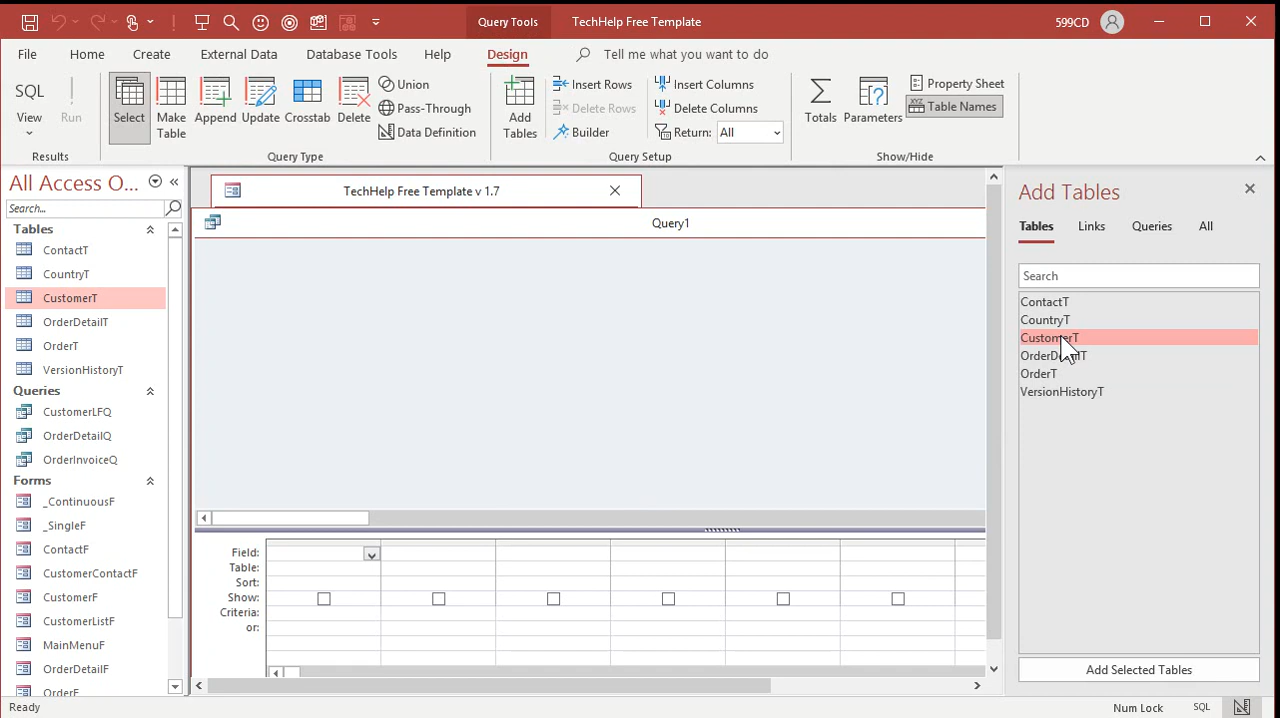 Query Tools
TechHelp Free Template
599CD
File
Home
Create
External Data
Database Tools
Help
Design
Tell me what you want to do
SQL
View
Run
Select
Make
Table
Append
Update
Crosstab
Delete
Union
Pass-Through
Data Definition
Add
Tables
Insert Rows
Delete Rows
Builder
Insert Columns
Delete Columns
Return:
All
Totals
Parameters
Property Sheet
XYZ
Table Names
Results
Query Type
Query Setup
Show/Hide
All Access O...
Search...
Tables
ContactT
CountryT
CustomerT
OrderDetailT
OrderT
VersionHistoryT
Queries
CustomerLFQ
OrderDetailQ
OrderInvoiceQ
Forms
_ContinuousF
_SingleF
ContactF
CustomerContactF
CustomerF
CustomerListF
MainMenuF
OrderDetailF
OrderF
TechHelp Free Template v 1.7
Query1
Field:
Table:
Sort:
Show:
Criteria:
or:
Add Tables
Tables
Links
Queries
All
Search
ContactT
CountryT
CustomerT
OrderDetailT
OrderT
VersionHistoryT
Add Selected Tables
Ready
Num Lock
SQL